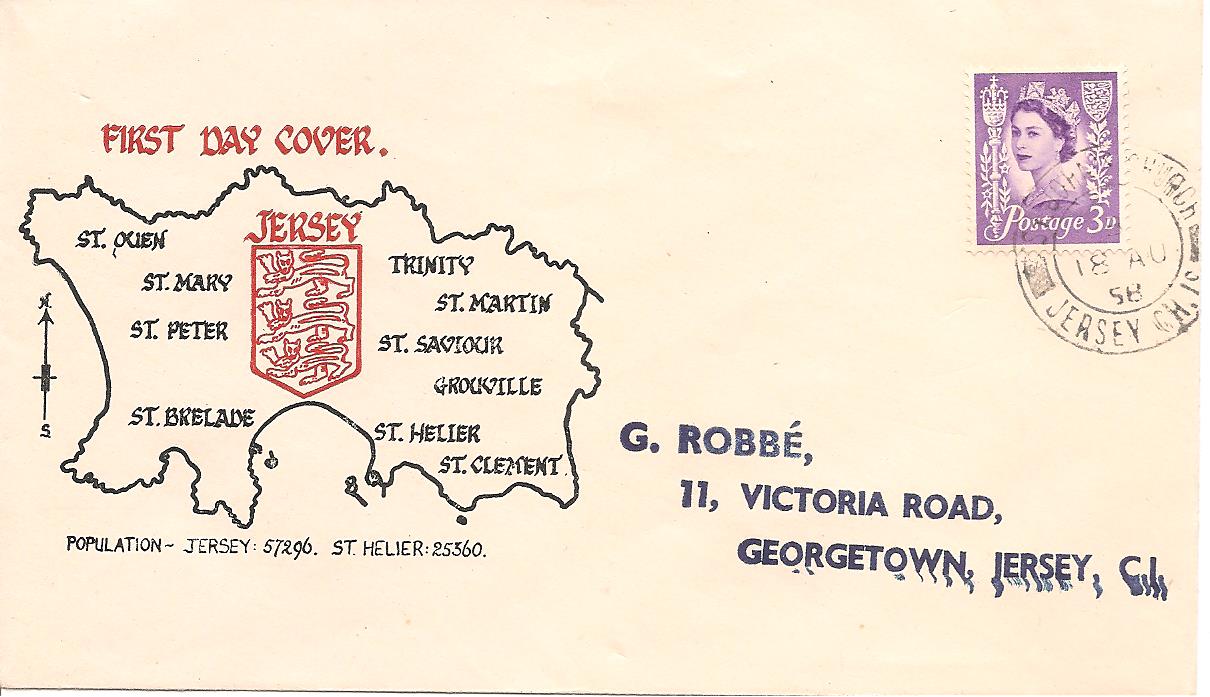 FIRST DAY COVER.
JERSEY
ST. OUEN
ST. MARY
ST. PETER
ST. BRELADE
TRINITY
ST. MARTIN
ST. SAVIOUR
GROUVILLE
ST. HELIER
ST. CLEMENT
N
S
POPULATION~ JERSEY: 57296. ST. HELIER: 25360.
Postage 3D
18 AU
58
JERSEY CH. IS
G. ROBBÉ,
11, VICTORIA ROAD,
GEORGETOWN, JERSEY, C.I.